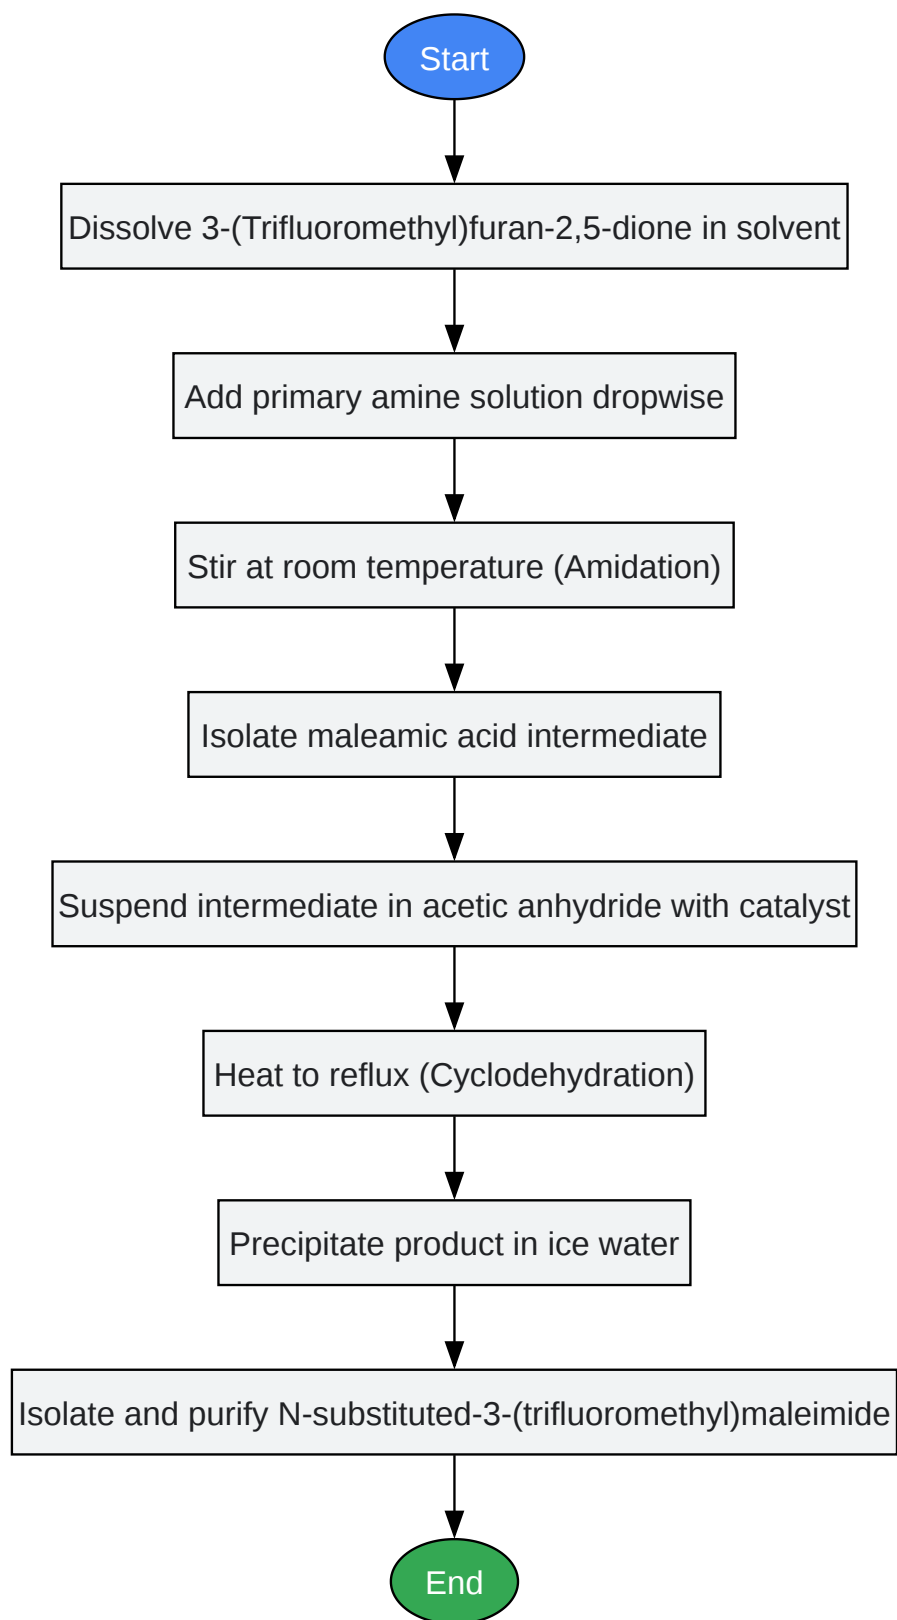 Start
Dissolve 3-(Trifluoromethyl)furan-2,5-dione in solvent
Add primary amine solution dropwise
Stir at room temperature (Amidation)
Isolate maleamic acid intermediate
Suspend intermediate in acetic anhydride with catalyst
Heat to reflux (Cyclodehydration)
Precipitate product in ice water
Isolate and purify N-substituted-3-(trifluoromethyl)maleimide
End